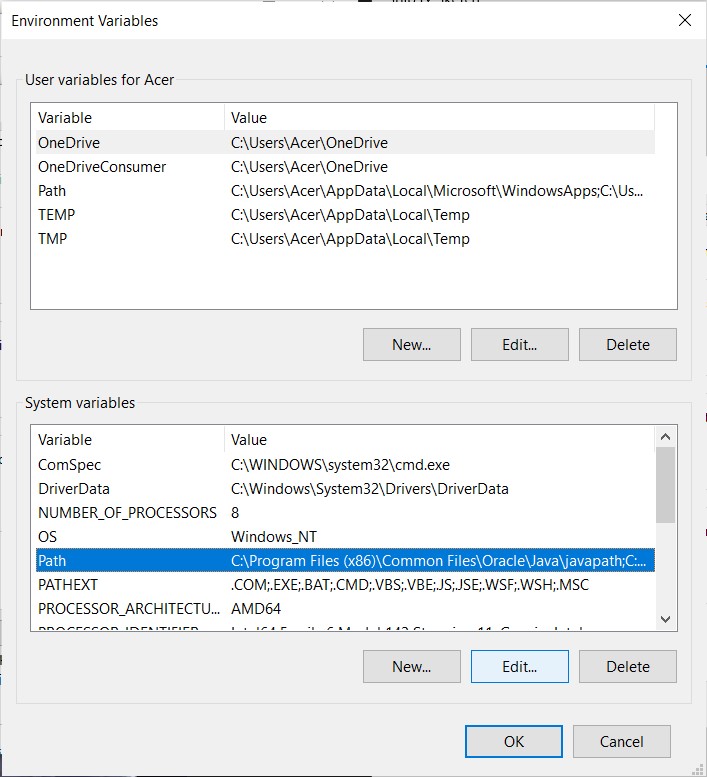 Environment Variables
User variables for Acer
Variable Value
OneDrive C:\Users\Acer\OneDrive
OneDriveConsumer C:\Users\Acer\OneDrive
Path C:\Users\Acer\AppData\Local\Microsoft\WindowsApps;C:\Us...
TEMP C:\Users\Acer\AppData\Local\Temp
TMP C:\Users\Acer\AppData\Local\Temp
New... Edit... Delete
System variables
Variable Value
ComSpec C:\WINDOWS\system32\cmd.exe
DriverData C:\Windows\System32\Drivers\DriverData
NUMBER_OF_PROCESSORS 8
OS Windows_NT
Path C:\Program Files (x86)\Common Files\Oracle\Java\javapath;C:...
PATHEXT .COM;.EXE;.BAT;.CMD;.VBS;.VBE;.JS;.JSE;.WSF;.WSH;.MSC
PROCESSOR_ARCHITECTU... AMD64
PROCESSOR_IDENTIFIER
New... Edit... Delete
OK Cancel